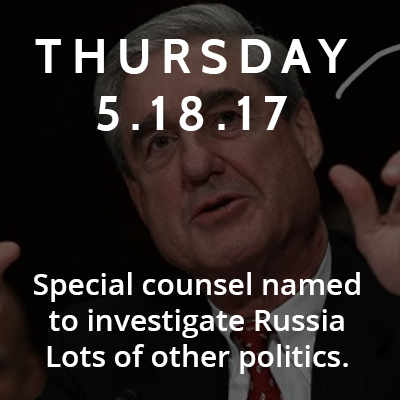 THURSDAY
5.18.17
Special counsel named
to investigate Russia
Lots of other politics.